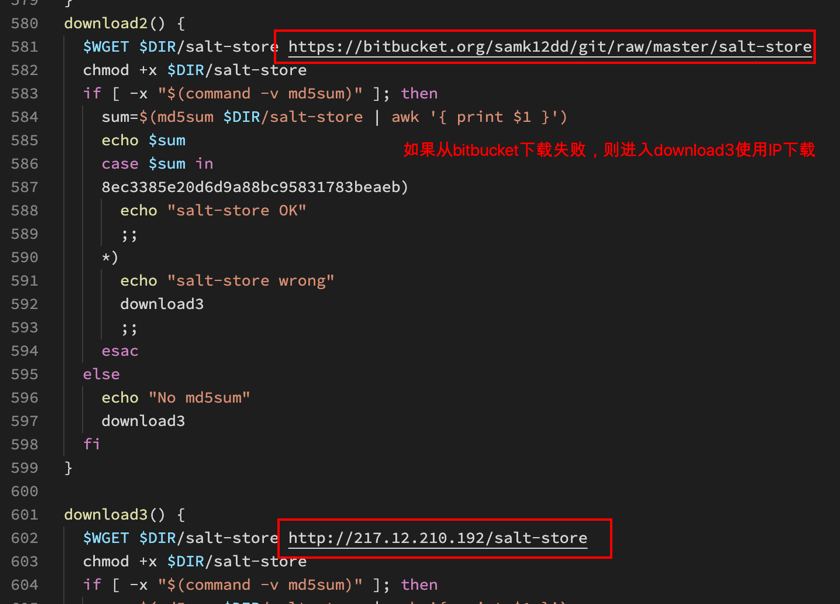 579 }
580 download2() {
581 $WGET $DIR/salt-store https://bitbucket.org/samk12dd/git/raw/master/salt-store
582 chmod +x $DIR/salt-store
583 if [ -x "$(command -v md5sum)" ]; then
584 sum=$(md5sum $DIR/salt-store | awk '{ print $1 }')
585 echo $sum
如果从bitbucket下载失败，则进入download3使用IP下载
586 case $sum in
587 8ec3385e20d6d9a88bc95831783beaeb)
588 echo "salt-store OK"
589 ;;
590 *)
591 echo "salt-store wrong"
592 download3
593 ;;
594 esac
595 else
596 echo "No md5sum"
597 download3
598 fi
599 }
600
601 download3() {
602 $WGET $DIR/salt-store http://217.12.210.192/salt-store
603 chmod +x $DIR/salt-store
604 if [ -x "$(command -v md5sum)" ]; then